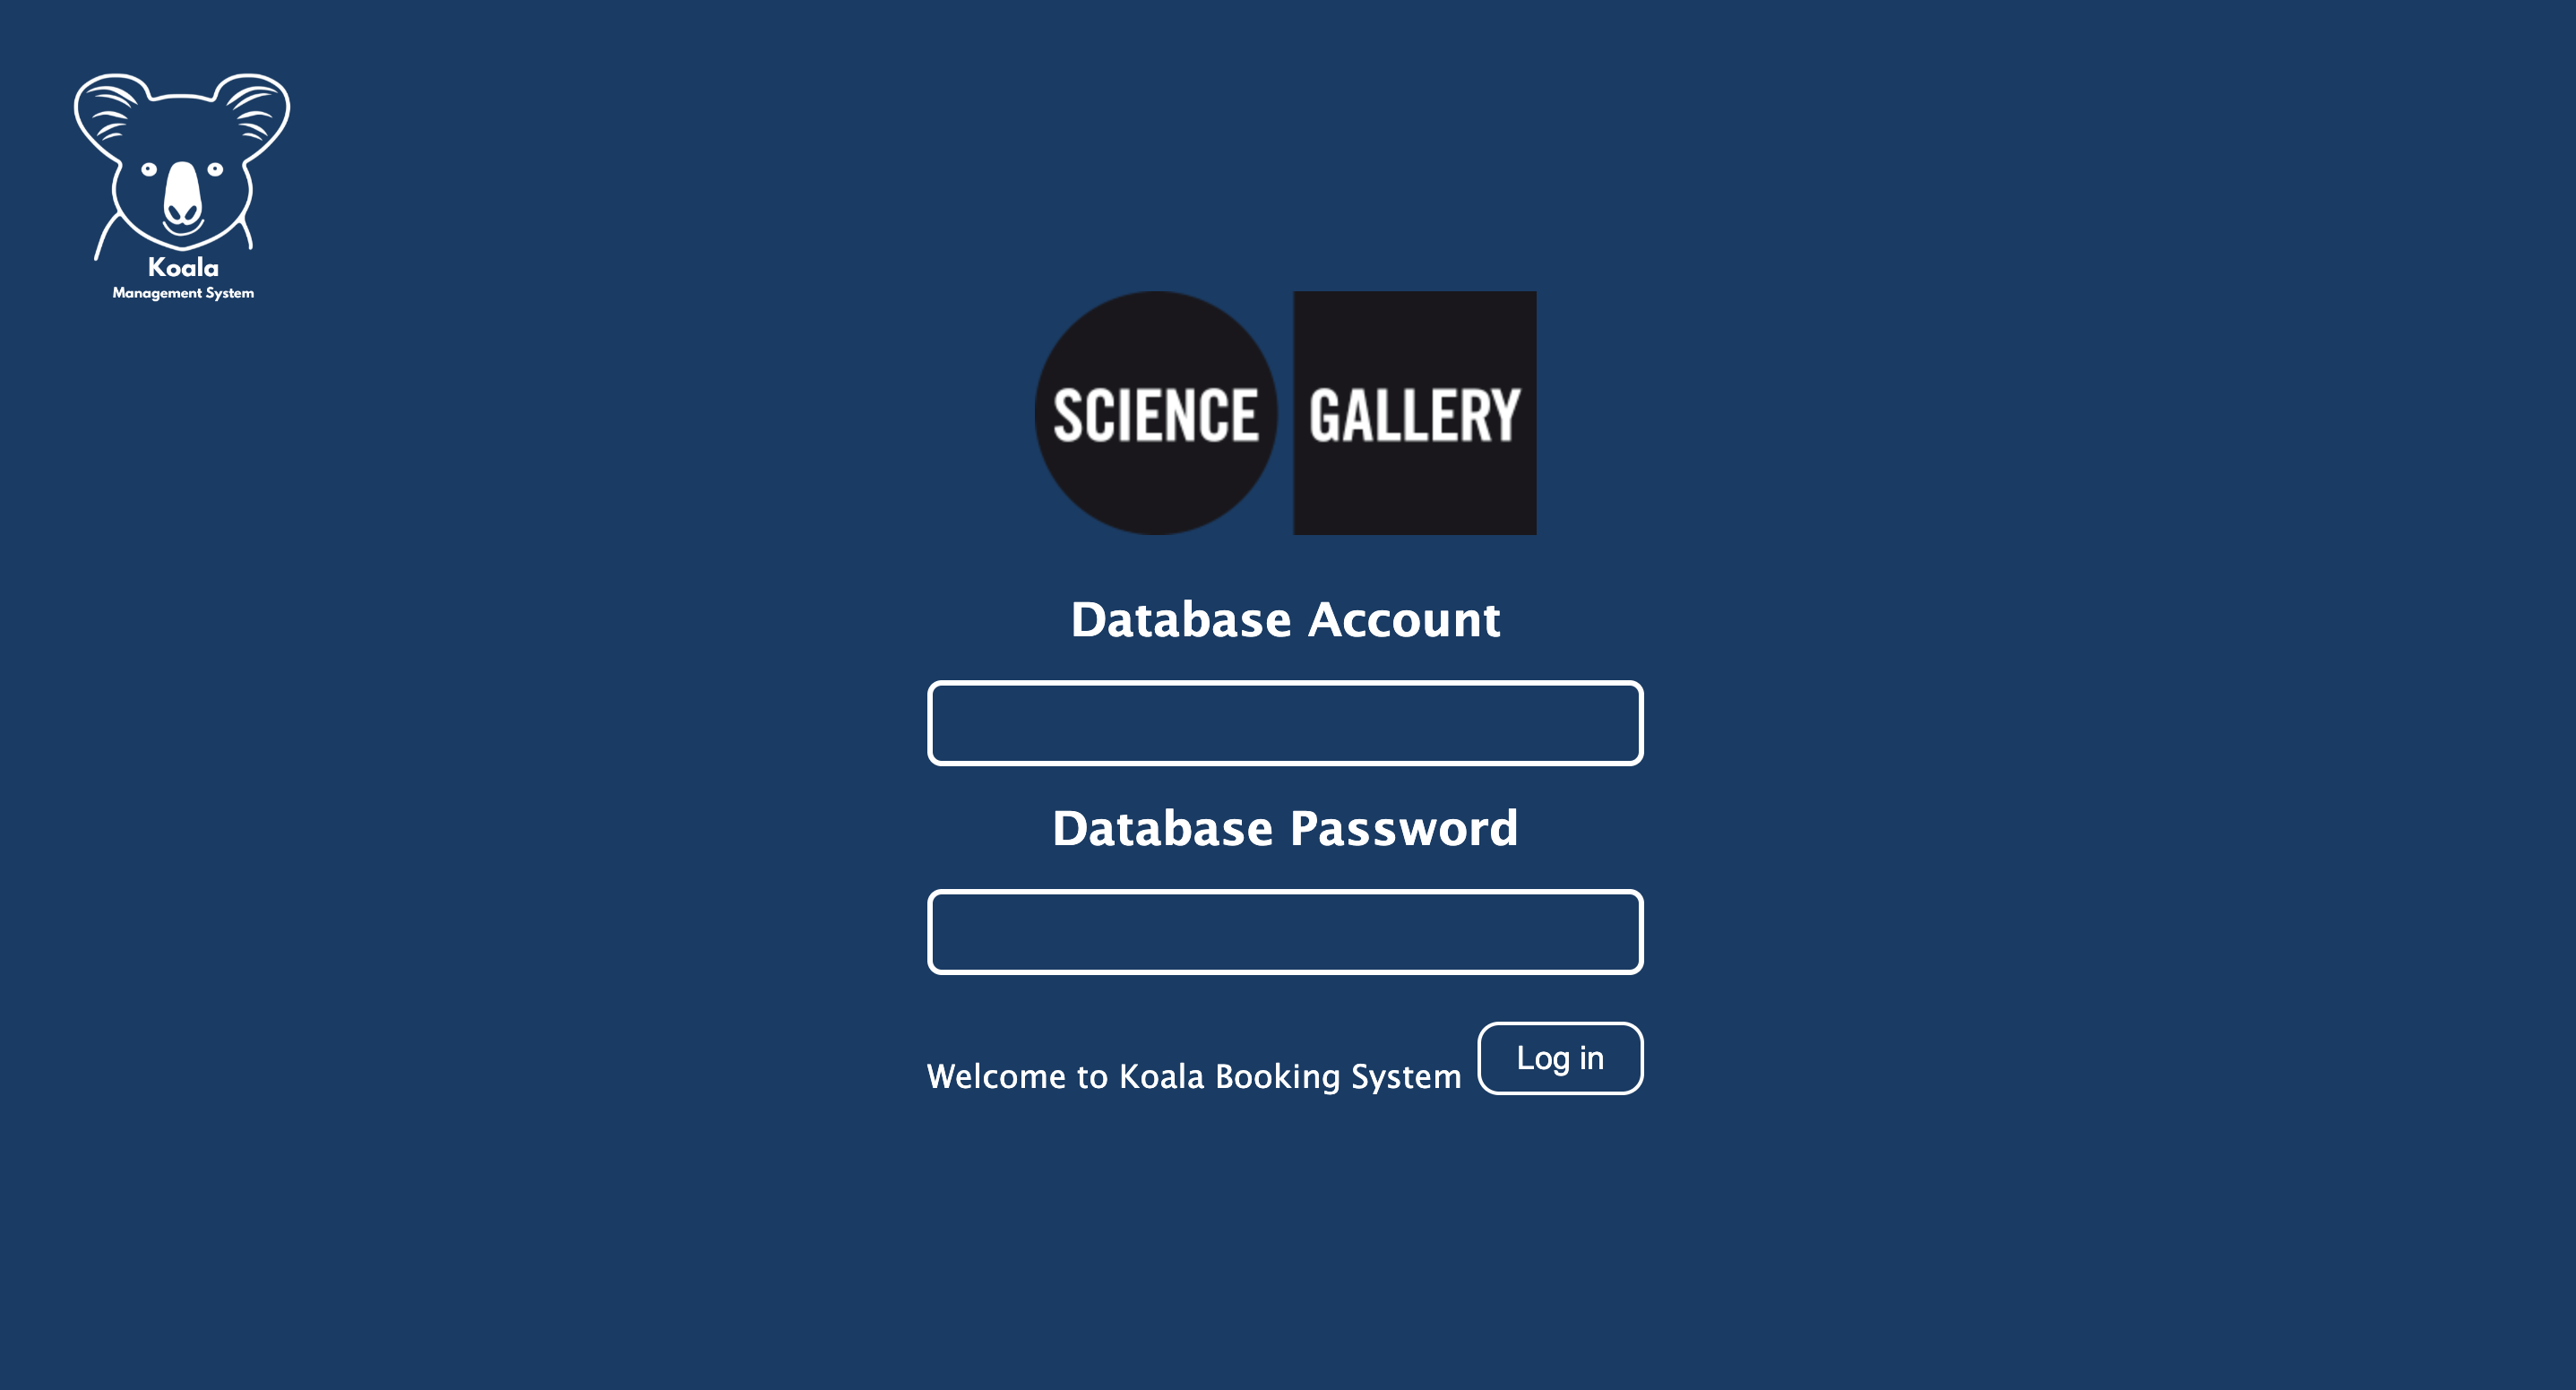 Koala
Management System
SCIENCE GALLERY
Database Account
Database Password
Welcome to Koala Booking System
Log in